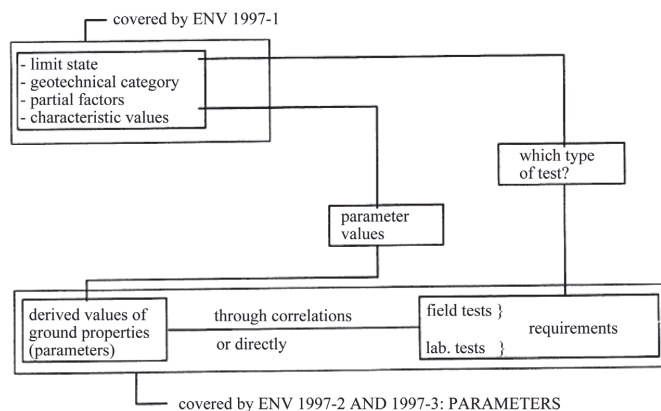 covered by ENV 1997-1
- limit state
- geotechnical category
- partial factors
- characteristic values
which type
of test?
parameter
values
derived values of
ground properties
(parameters)
through correlations
or directly
field tests }
requirements
lab. tests }
covered by ENV 1997-2 AND 1997-3: PARAMETERS